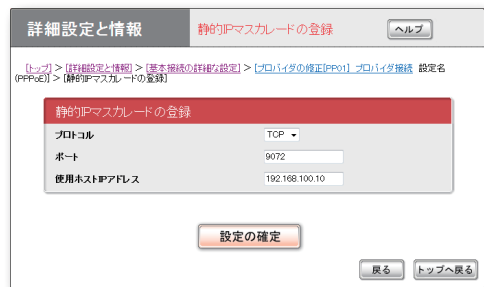 詳細設定と情報
静的IPマスカレードの登録
ヘルプ
[トップ] > [詳細設定と情報] > [基本接続の詳細な設定] > [プロバイダの修正[PP01] プロバイダ接続 設定名
(PPPoE)] > [静的IPマスカレードの登録]
静的IPマスカレードの登録
プロトコル TCP
ポート 9072
使用ホストIPアドレス 192.168.100.10
設定の確定
戻る トップへ戻る